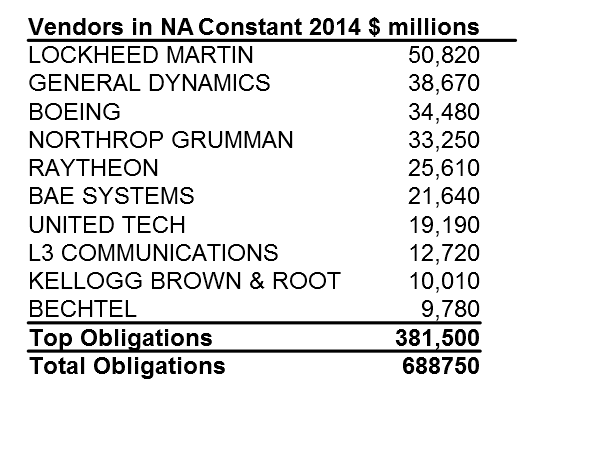 Vendors in NA Constant 2014 $ millions
LOCKHEED MARTIN 50,820
GENERAL DYNAMICS 38,670
BOEING 34,480
NORTHROP GRUMMAN 33,250
RAYTHEON 25,610
BAE SYSTEMS 21,640
UNITED TECH 19,190
L3 COMMUNICATIONS 12,720
KELLOGG BROWN & ROOT 10,010
BECHTEL 9,780
Top Obligations 381,500
Total Obligations 688750